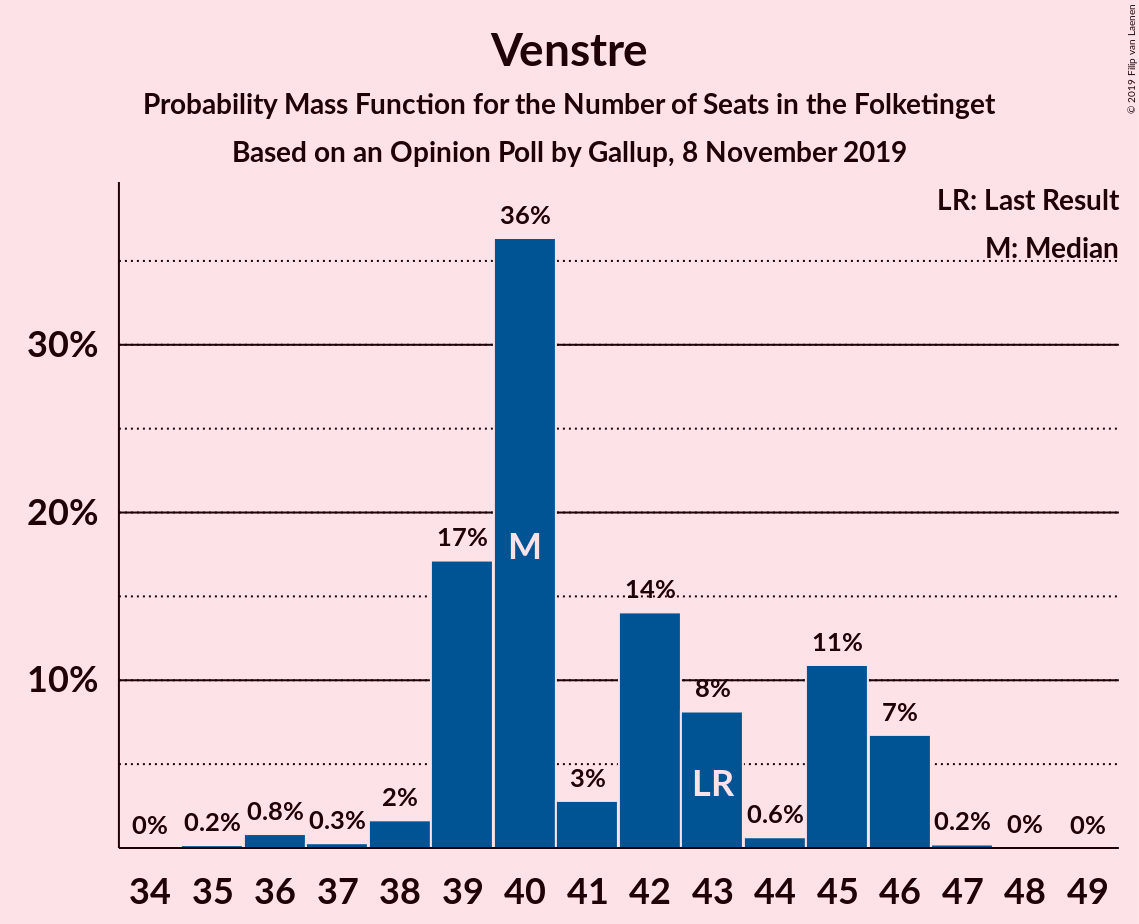 Venstre
Probability Mass Function for the Number of Seats in the Folketinget
Based on an Opinion Poll by Gallup, 8 November 2019
© 2019 Filip van Laenen
LR: Last Result
M: Median
30%
20%
10%
0%
0.2%
0.8%
0.3%
2%
17%
36%
3%
14%
8%
0.6%
11%
7%
0.2%
0%
0%
M
LR
34 35 36 37 38 39 40 41 42 43 44 45 46 47 48 49